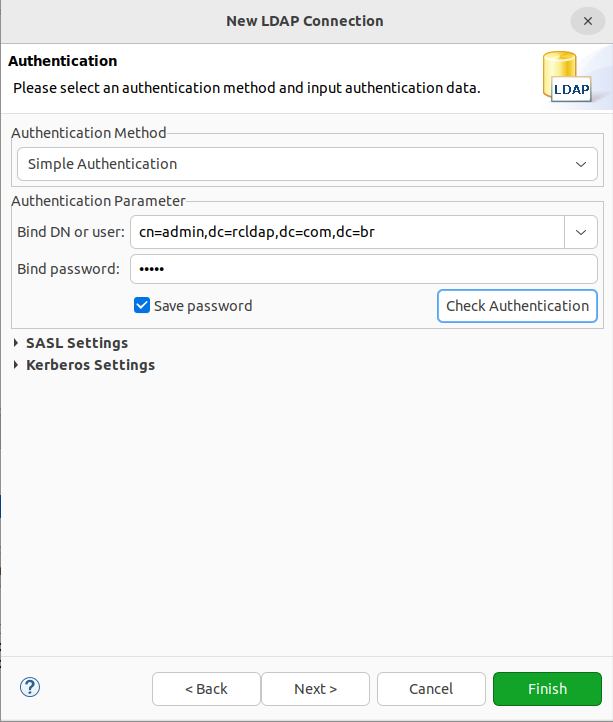 New LDAP Connection
Authentication
Please select an authentication method and input authentication data.
LDAP
Authentication Method
Simple Authentication
Authentication Parameter
Bind DN or user: cn=admin,dc=rcldap,dc=com,dc=br
Bind password: •••••
Save password Check Authentication
SASL Settings
Kerberos Settings
? < Back Next > Cancel Finish